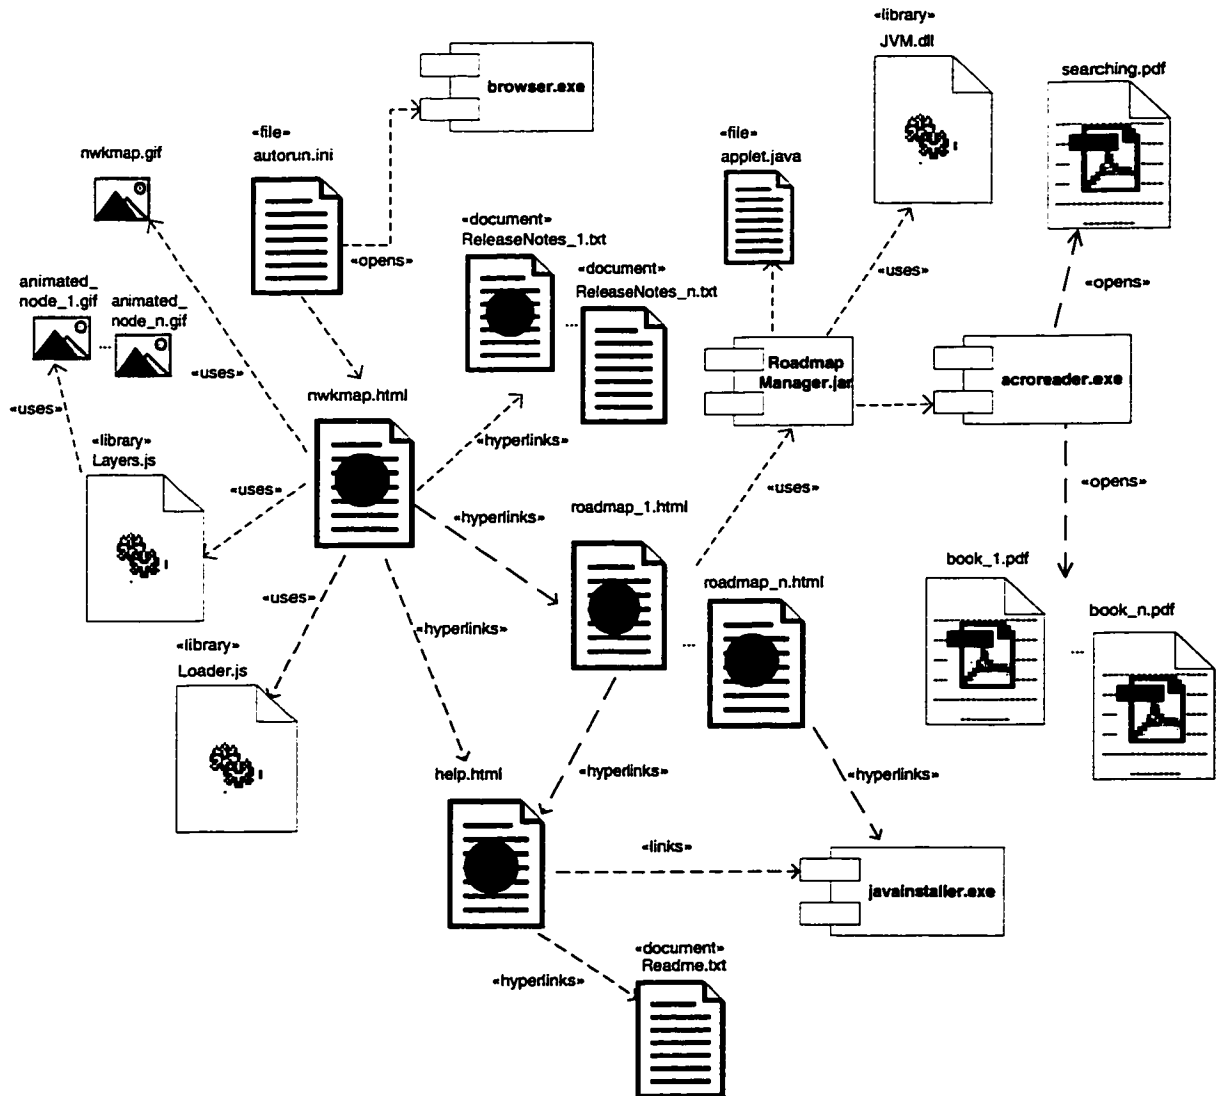 «library»
JVM.dll
searching.pdf
browser.exe
«file»
autorun.ini
«file»
applet.java
nwkmap.gif
«document»
ReleaseNotes_1.txt
«opens»
«document»
ReleaseNotes_n.txt
«uses»
«opens»
animated_
node_1.gif
animated_
node_n.gif
...
...
«uses»
Roadmap
Manager.jar
acroreader.exe
nwkmap.html
«uses»
«library»
Layers.js
«hyperlinks»
«uses»
«uses»
«opens»
«hyperlinks»
roadmap_1.html
book_1.pdf
roadmap_n.html
«uses»
book_n.pdf
«hyperlinks»
...
...
«library»
Loader.js
help.html
«hyperlinks»
«hyperlinks»
«links»
javainstaller.exe
«document»
Readme.txt
«hyperlinks»